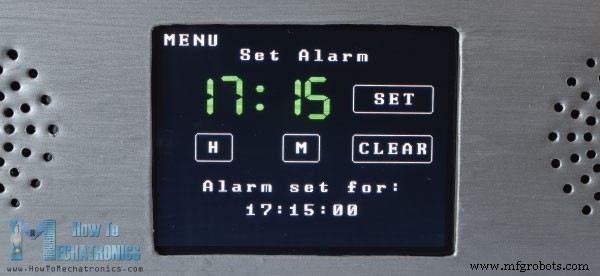 MENU
Set Alarm
17:15 SET
H M CLEAR
Alarm set for:
17:15:00
How To
Mechatronics
www.HowToMechatronics.com
www.mfgrobots.com